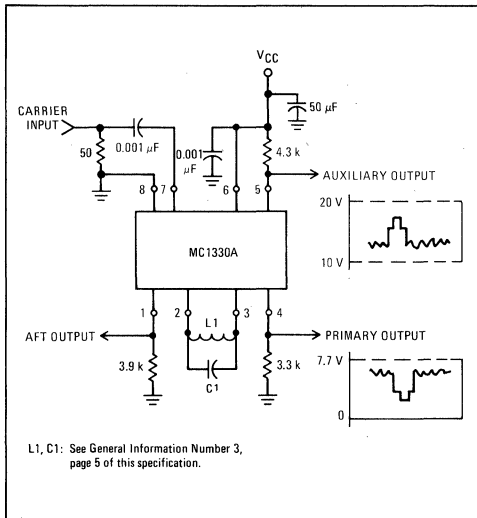 VCC
50 μF
CARRIER
INPUT
0.001 μF
50
0.001
μF
4.3 k
AUXILIARY OUTPUT
8
7
6
5
20 V
10 V
MC1330A
1
2
L1
3
4
AFT OUTPUT
PRIMARY OUTPUT
3.9 k
C1
3.3 k
7.7 V
0
L1, C1: See General Information Number 3,
page 5 of this specification.